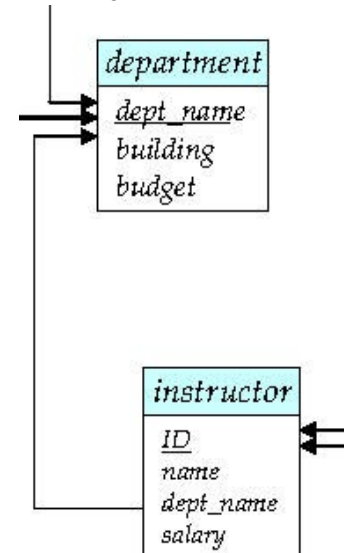 department
dept_name
building
budget
instructor
ID
name
dept_name
salary